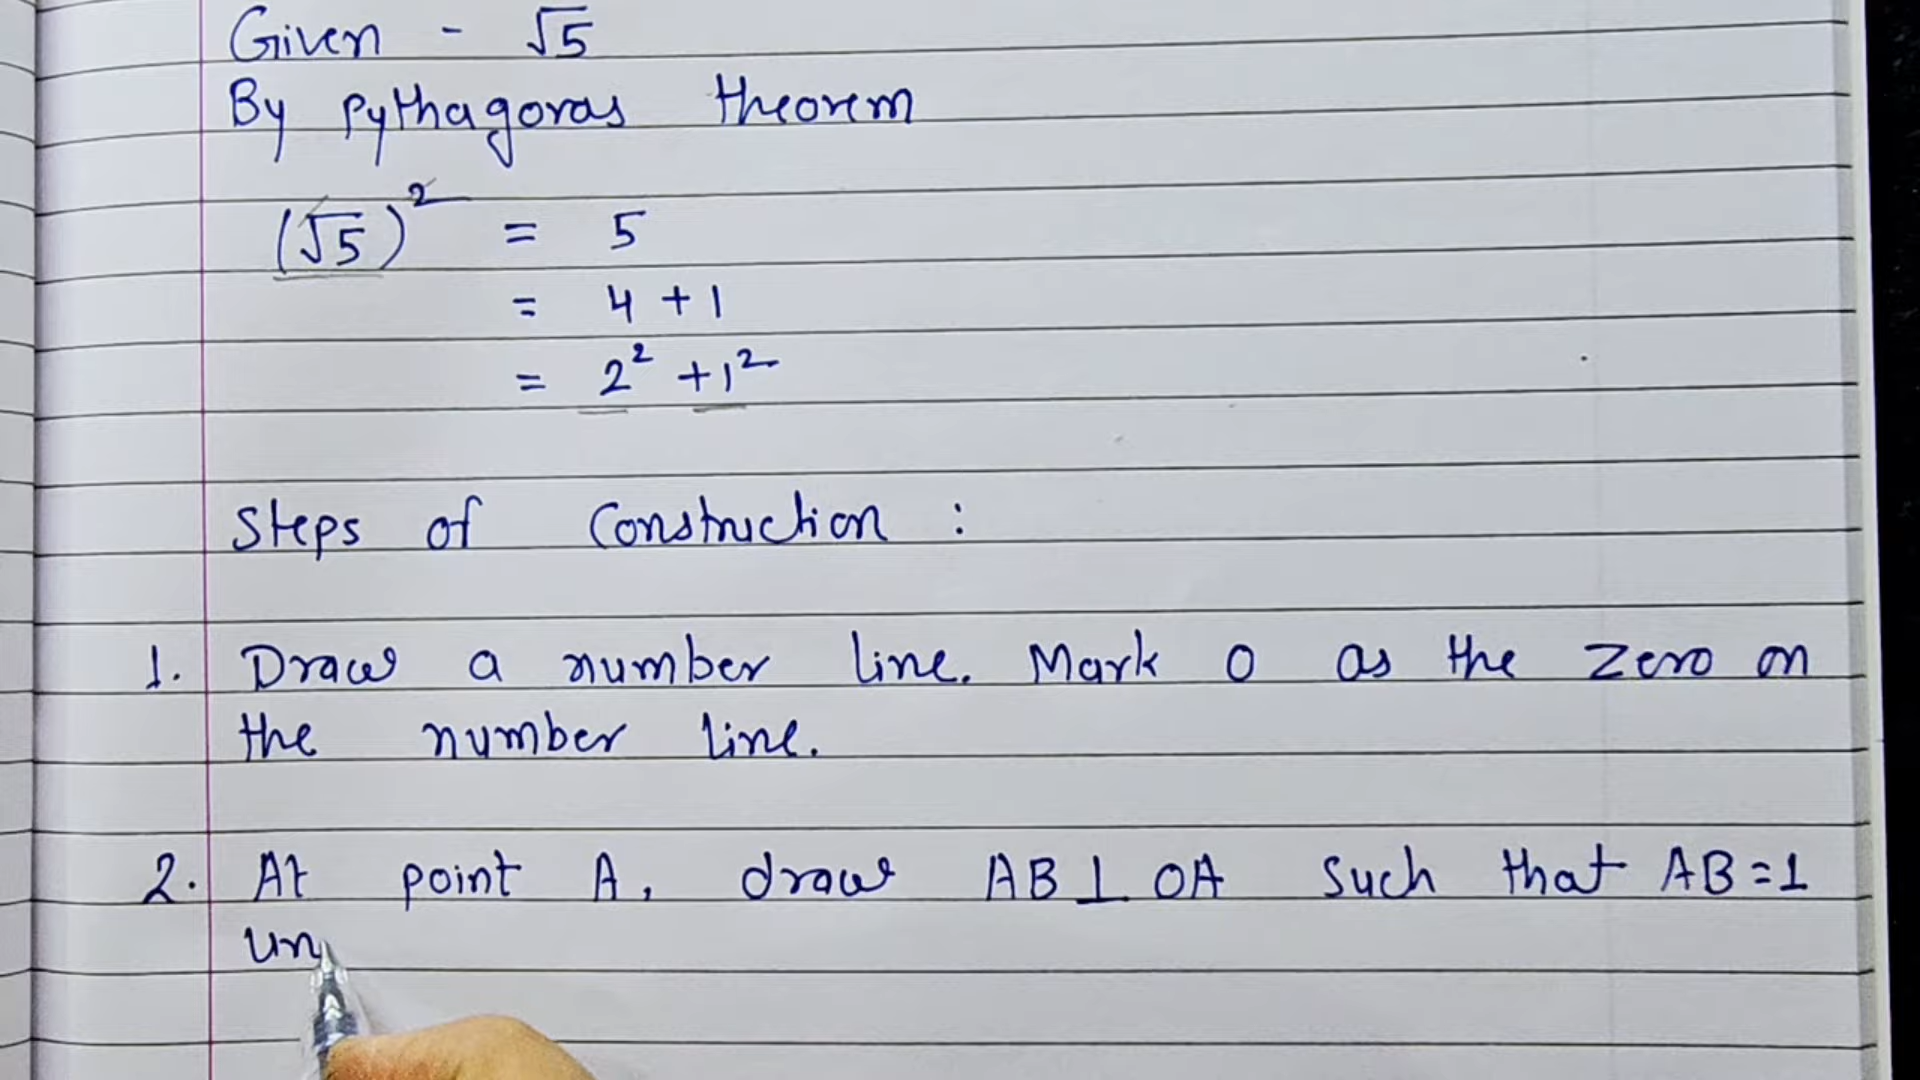 Given - √5
By Pythagoras theorem
(√5)² = 5
= 4 + 1
= 2² + 1²
Steps of Construction :
1. Draw a number line. Mark 0 as the zero on
the number line.
2. At point A, draw AB ⊥ OA such that AB = 1
un